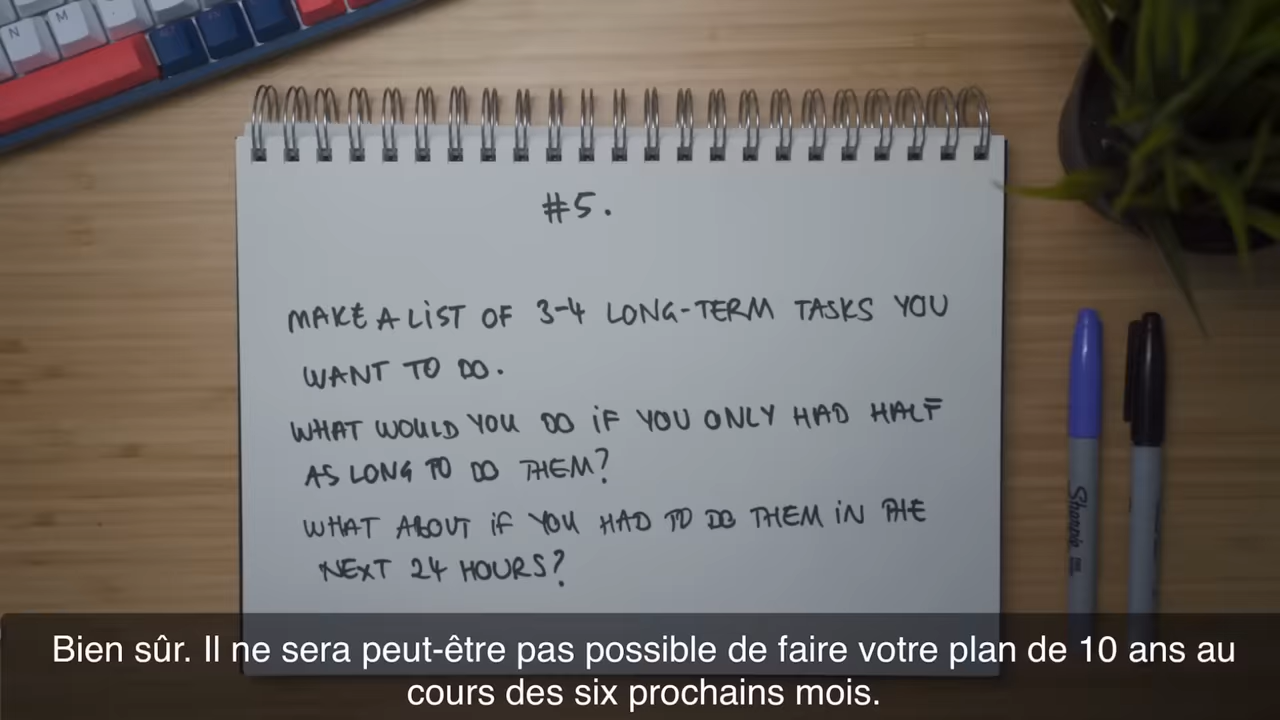 N M
#5.
MAKE A LIST OF 3-4 LONG-TERM TASKS YOU
WANT TO DO.
WHAT WOULD YOU DO IF YOU ONLY HAD HALF
AS LONG TO DO THEM?
WHAT ABOUT IF YOU HAD TO DO THEM IN THE
NEXT 24 HOURS?
Sharpie
Bien sûr. Il ne sera peut-être pas possible de faire votre plan de 10 ans au
cours des six prochains mois.